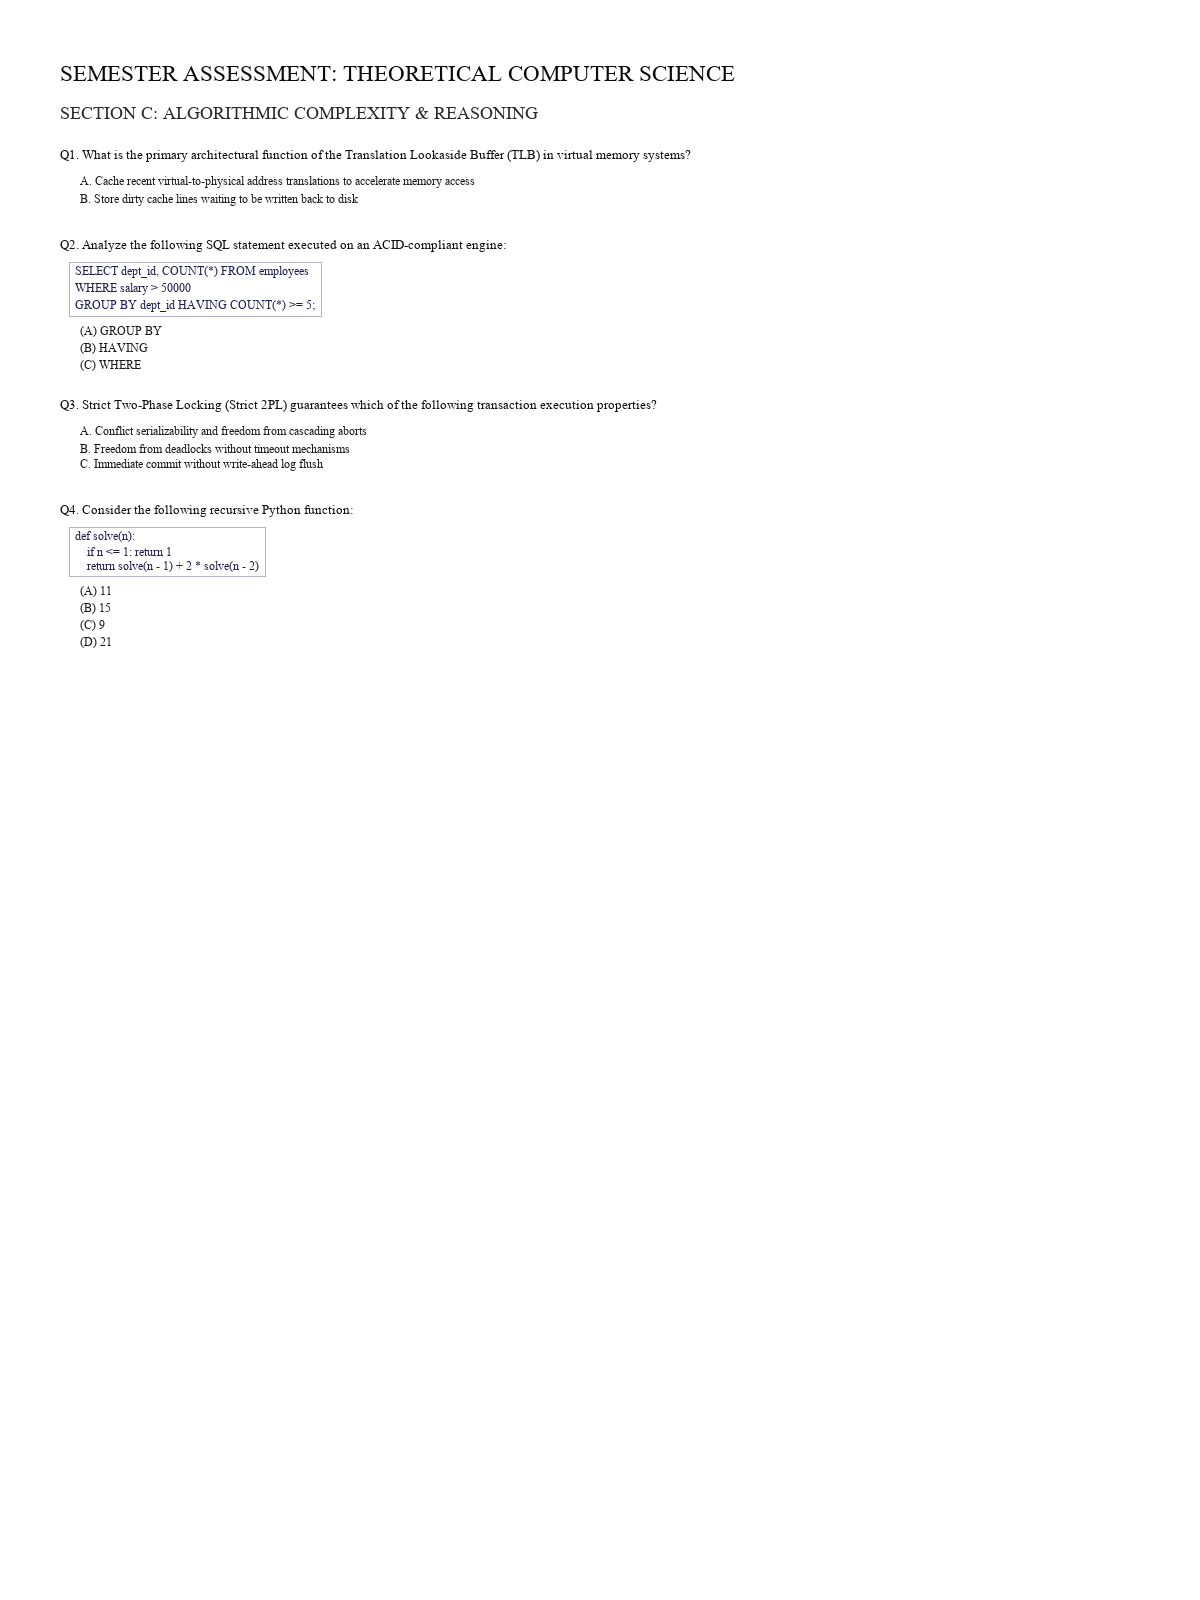 SEMESTER ASSESSMENT: THEORETICAL COMPUTER SCIENCE
SECTION C: ALGORITHMIC COMPLEXITY & REASONING
Q1. What is the primary architectural function of the Translation Lookaside Buffer (TLB) in virtual memory systems?
A. Cache recent virtual-to-physical address translations to accelerate memory access
B. Store dirty cache lines waiting to be written back to disk
Q2. Analyze the following SQL statement executed on an ACID-compliant engine:
SELECT dept_id, COUNT(*) FROM employees
WHERE salary > 50000
GROUP BY dept_id HAVING COUNT(*) >= 5;
(A) GROUP BY
(B) HAVING
(C) WHERE
Q3. Strict Two-Phase Locking (Strict 2PL) guarantees which of the following transaction execution properties?
A. Conflict serializability and freedom from cascading aborts
B. Freedom from deadlocks without timeout mechanisms
C. Immediate commit without write-ahead log flush
Q4. Consider the following recursive Python function:
def solve(n):
    if n <= 1: return 1
    return solve(n - 1) + 2 * solve(n - 2)
(A) 11
(B) 15
(C) 9
(D) 21